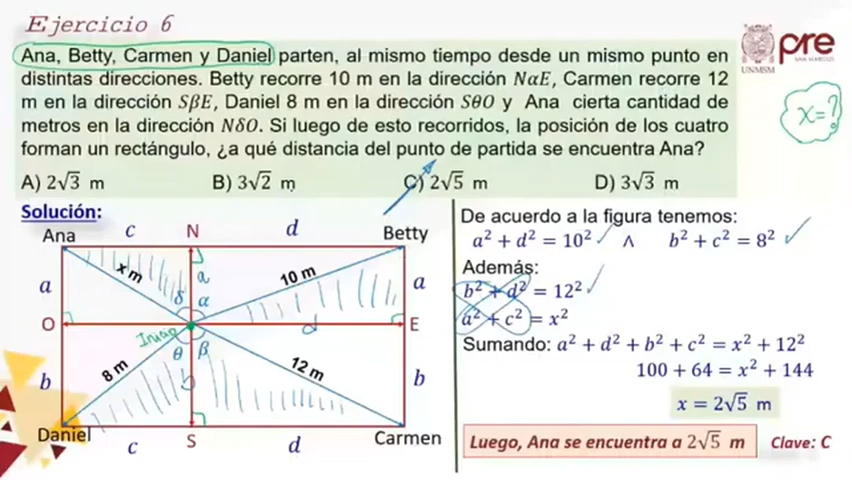 Ejercicio 6
Ana, Betty, Carmen y Daniel parten, al mismo tiempo desde un mismo punto en
distintas direcciones. Betty recorre 10 m en la dirección NαE, Carmen recorre 12
m en la dirección SβE, Daniel 8 m en la dirección SθO y Ana cierta cantidad de
metros en la dirección NδO. Si luego de esto recorridos, la posición de los cuatro
forman un rectángulo, ¿a qué distancia del punto de partida se encuentra Ana?
A) 2√3 m B) 3√2 m C) 2√5 m D) 3√3 m
UNMSM
pre
x=?
Solución:
Ana c N d Betty
a x m δ a α 10 m a
O Inicio d E
b 8 m θ β b 12 m b
Daniel c S d Carmen
De acuerdo a la figura tenemos:
a² + d² = 10² ✓ ∧ b² + c² = 8² ✓
Además:
b² + d² = 12² ✓
a² + c² = x²
Sumando: a² + d² + b² + c² = x² + 12²
100 + 64 = x² + 144
x = 2√5 m
Luego, Ana se encuentra a 2√5 m Clave: C